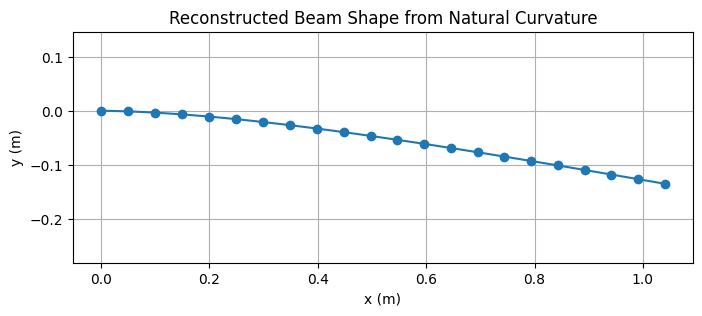 Reconstructed Beam Shape from Natural Curvature
0.1
0.0
−0.1
−0.2
y (m)
0.0 0.2 0.4 0.6 0.8 1.0
x (m)